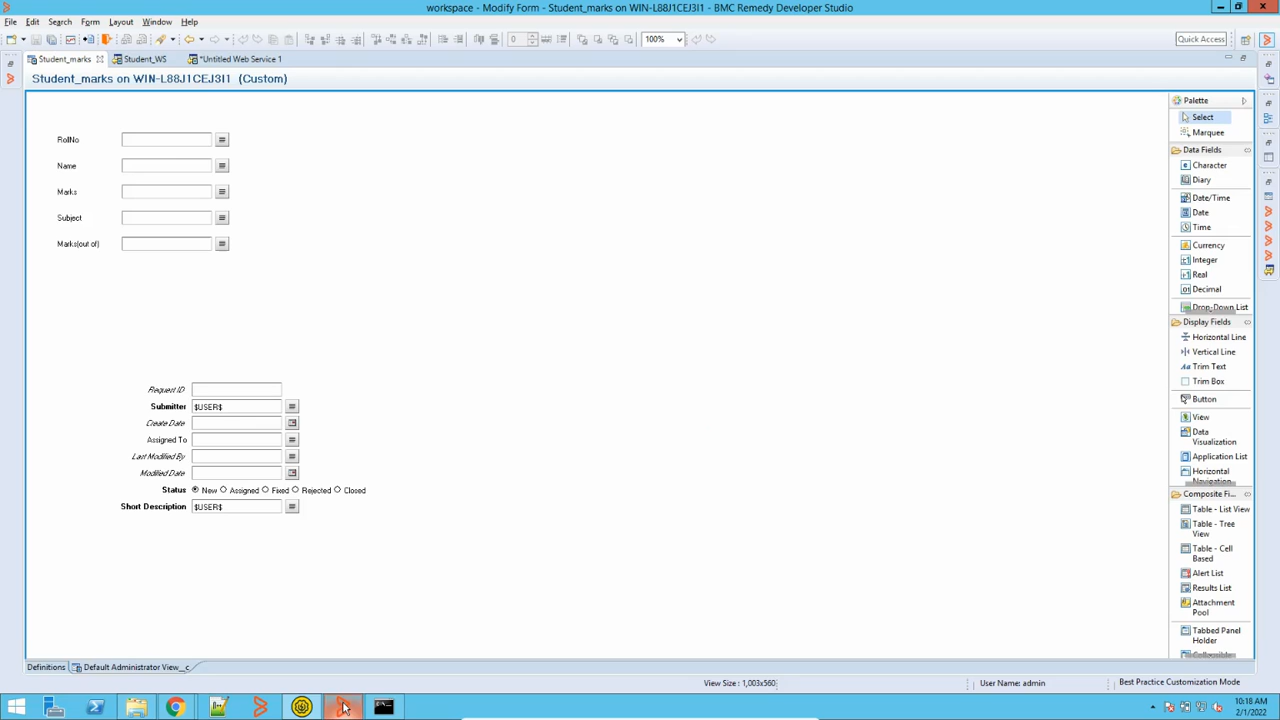 workspace - Modify Form - Student_marks on WIN-L88J1CEJ3I1 - BMC Remedy Developer Studio
File Edit Search Form Layout Window Help
0 100% Quick Access
Student_marks Student_WS *Untitled Web Service 1
Student_marks on WIN-L88J1CEJ3I1 (Custom)
Palette
Select
Marquee
Data Fields
Character
Diary
Date/Time
Date
Time
Currency
Integer
Real
Decimal
Drop-Down List
Display Fields
Horizontal Line
Vertical Line
Trim Text
Trim Box
Button
View
Data
Visualization
Application List
Horizontal
Navigation
Composite Fi...
Table - List View
Table - Tree
View
Table - Cell
Based
Alert List
Results List
Attachment
Pool
Tabbed Panel
Holder
RolNo
Name
Marks
Subject
Marks(out of)
Request ID
Submitter $USER$
Create Date
Assigned To
Last Modified By
Modified Date
Status New Assigned Fixed Rejected Closed
Short Description $USER$
Definitions Default Administrator View__c
View Size : 1,003x560 User Name: admin Best Practice Customization Mode
10:18 AM
2/1/2022